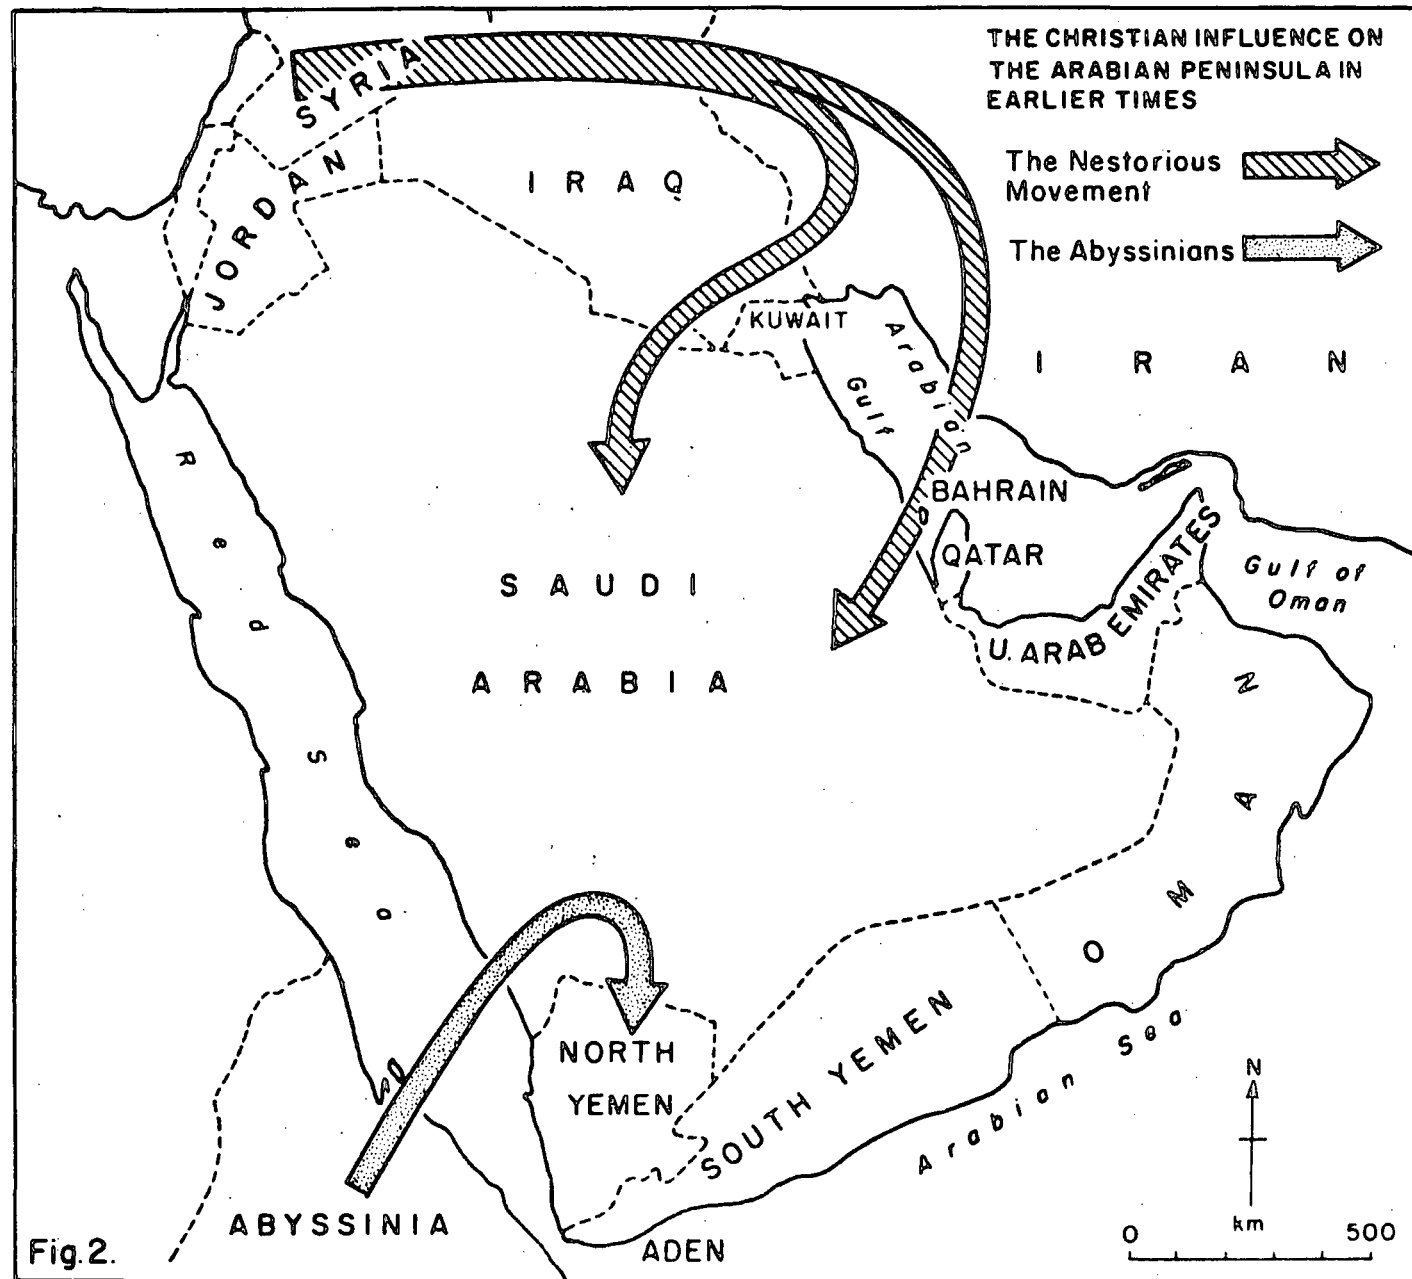 THE CHRISTIAN INFLUENCE ON
THE ARABIAN PENINSULA IN
EARLIER TIMES
The Nestorious
Movement
The Abyssinians
SYRIA
JORDAN
IRAQ
KUWAIT
IRAN
Arabian
Gulf
Red Sea
BAHRAIN
QATAR
U. ARAB EMIRATES
Gulf of
Oman
SAUDI
ARABIA
OMAN
NORTH
YEMEN
SOUTH YEMEN
Arabian Sea
ABYSSINIA
ADEN
N
km
0 500
Fig.2.